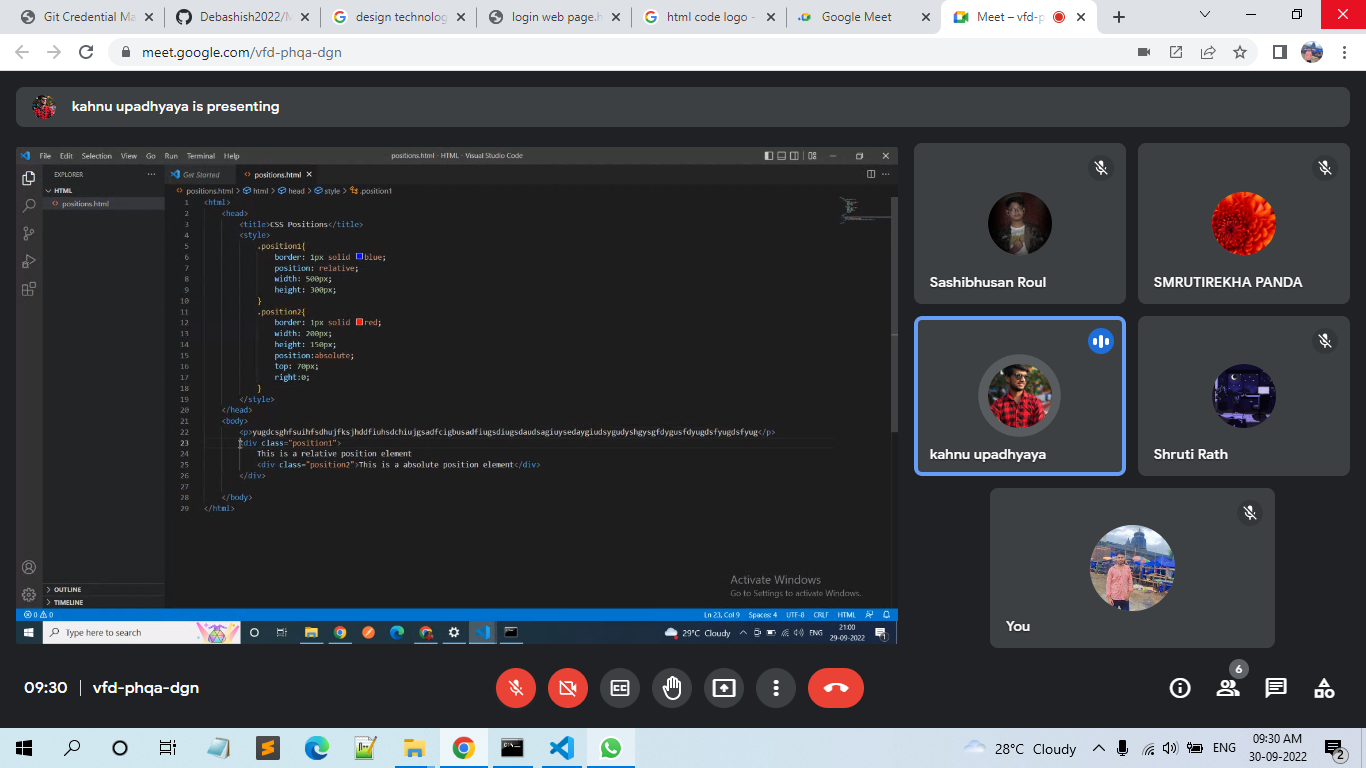 Git Credential Ma
Debashish2022/M
design technolog
login web page.h
html code logo -
Google Meet
Meet – vfd-p
meet.google.com/vfd-phqa-dgn
kahnu upadhyaya is presenting
File Edit Selection View Go Run Terminal Help
positions.html - HTML - Visual Studio Code
EXPLORER
HTML
positions.html
Get Started
positions.html
positions.html > html > head > style > .position1
1 <html>
2 <head>
3 <title>CSS Positions</title>
4 <style>
5 .position1{
6 border: 1px solid blue;
7 position: relative;
8 width: 500px;
9 height: 300px;
10 }
11 .position2{
12 border: 1px solid red;
13 width: 200px;
14 height: 150px;
15 position:absolute;
16 top: 70px;
17 right:0;
18 }
19 </style>
20 </head>
21 <body>
22 <p>yugdcsghfsuihfsdhujfksjhddfiuhsdchiujgsadfcigbusadfiugsdiugsdaudsagiuysedaygiudsygudyshgysgfdygusfdyugdsfyugdsfyug</p>
23 <div class="position1">
24 This is a relative position element
25 <div class="position2">This is a absolute position element</div>
26 </div>
27
28 </body>
29 </html>
Activate Windows
Go to Settings to activate Windows.
OUTLINE
TIMELINE
0 0
Ln 23, Col 9 Spaces: 4 UTF-8 CRLF HTML
Type here to search
29°C Cloudy
ENG
21:00
29-09-2022
1
Sashibhusan Roul
SMRUTIREKHA PANDA
kahnu upadhyaya
Shruti Rath
You
09:30 | vfd-phqa-dgn
6
28°C Cloudy
ENG
09:30 AM
30-09-2022
2